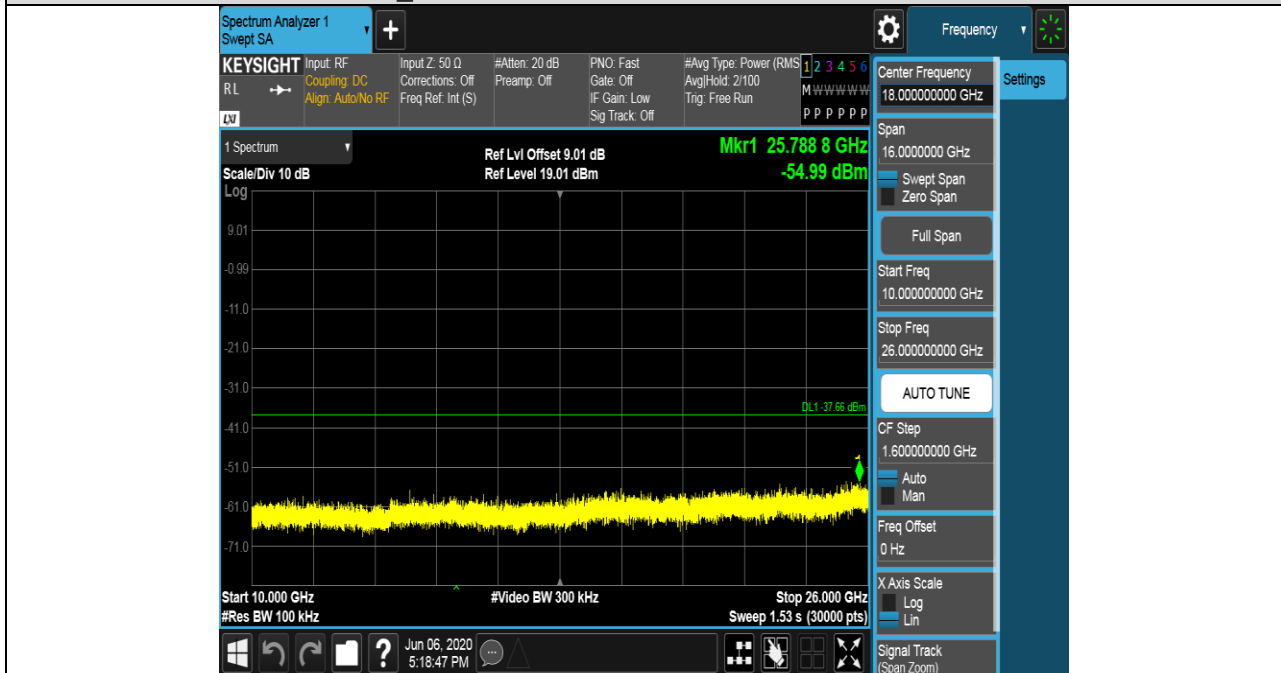 Spectrum Analyzer 1
Swept SA
+
Frequency
KEYSIGHT
RL
LXI
Input: RF
Coupling: DC
Align: Auto/No RF
Input Z: 50 Ω
Corrections: Off
Freq Ref: Int (S)
#Atten: 20 dB
Preamp: Off
PNO: Fast
Gate: Off
IF Gain: Low
Sig Track: Off
#Avg Type: Power (RMS
Avg|Hold: 2/100
Trig: Free Run
1 2 3 4 5 6
M W W W W W
P P P P P P
Center Frequency
18.000000000 GHz
Settings
Span
16.0000000 GHz
Swept Span
Zero Span
Full Span
Start Freq
10.000000000 GHz
Stop Freq
26.000000000 GHz
AUTO TUNE
CF Step
1.600000000 GHz
Auto
Man
Freq Offset
0 Hz
X Axis Scale
Log
Lin
Signal Track
(Span Zoom)
1 Spectrum
Scale/Div 10 dB
Log
Ref Lvl Offset 9.01 dB
Ref Level 19.01 dBm
Mkr1 25.788 8 GHz
-54.99 dBm
9.01
-0.99
-11.0
-21.0
-31.0
DL1 -37.66 dBm
-41.0
-51.0
1
-61.0
-71.0
Start 10.000 GHz
#Res BW 100 kHz
#Video BW 300 kHz
Stop 26.000 GHz
Sweep 1.53 s (30000 pts)
?
Jun 06, 2020
5:18:47 PM